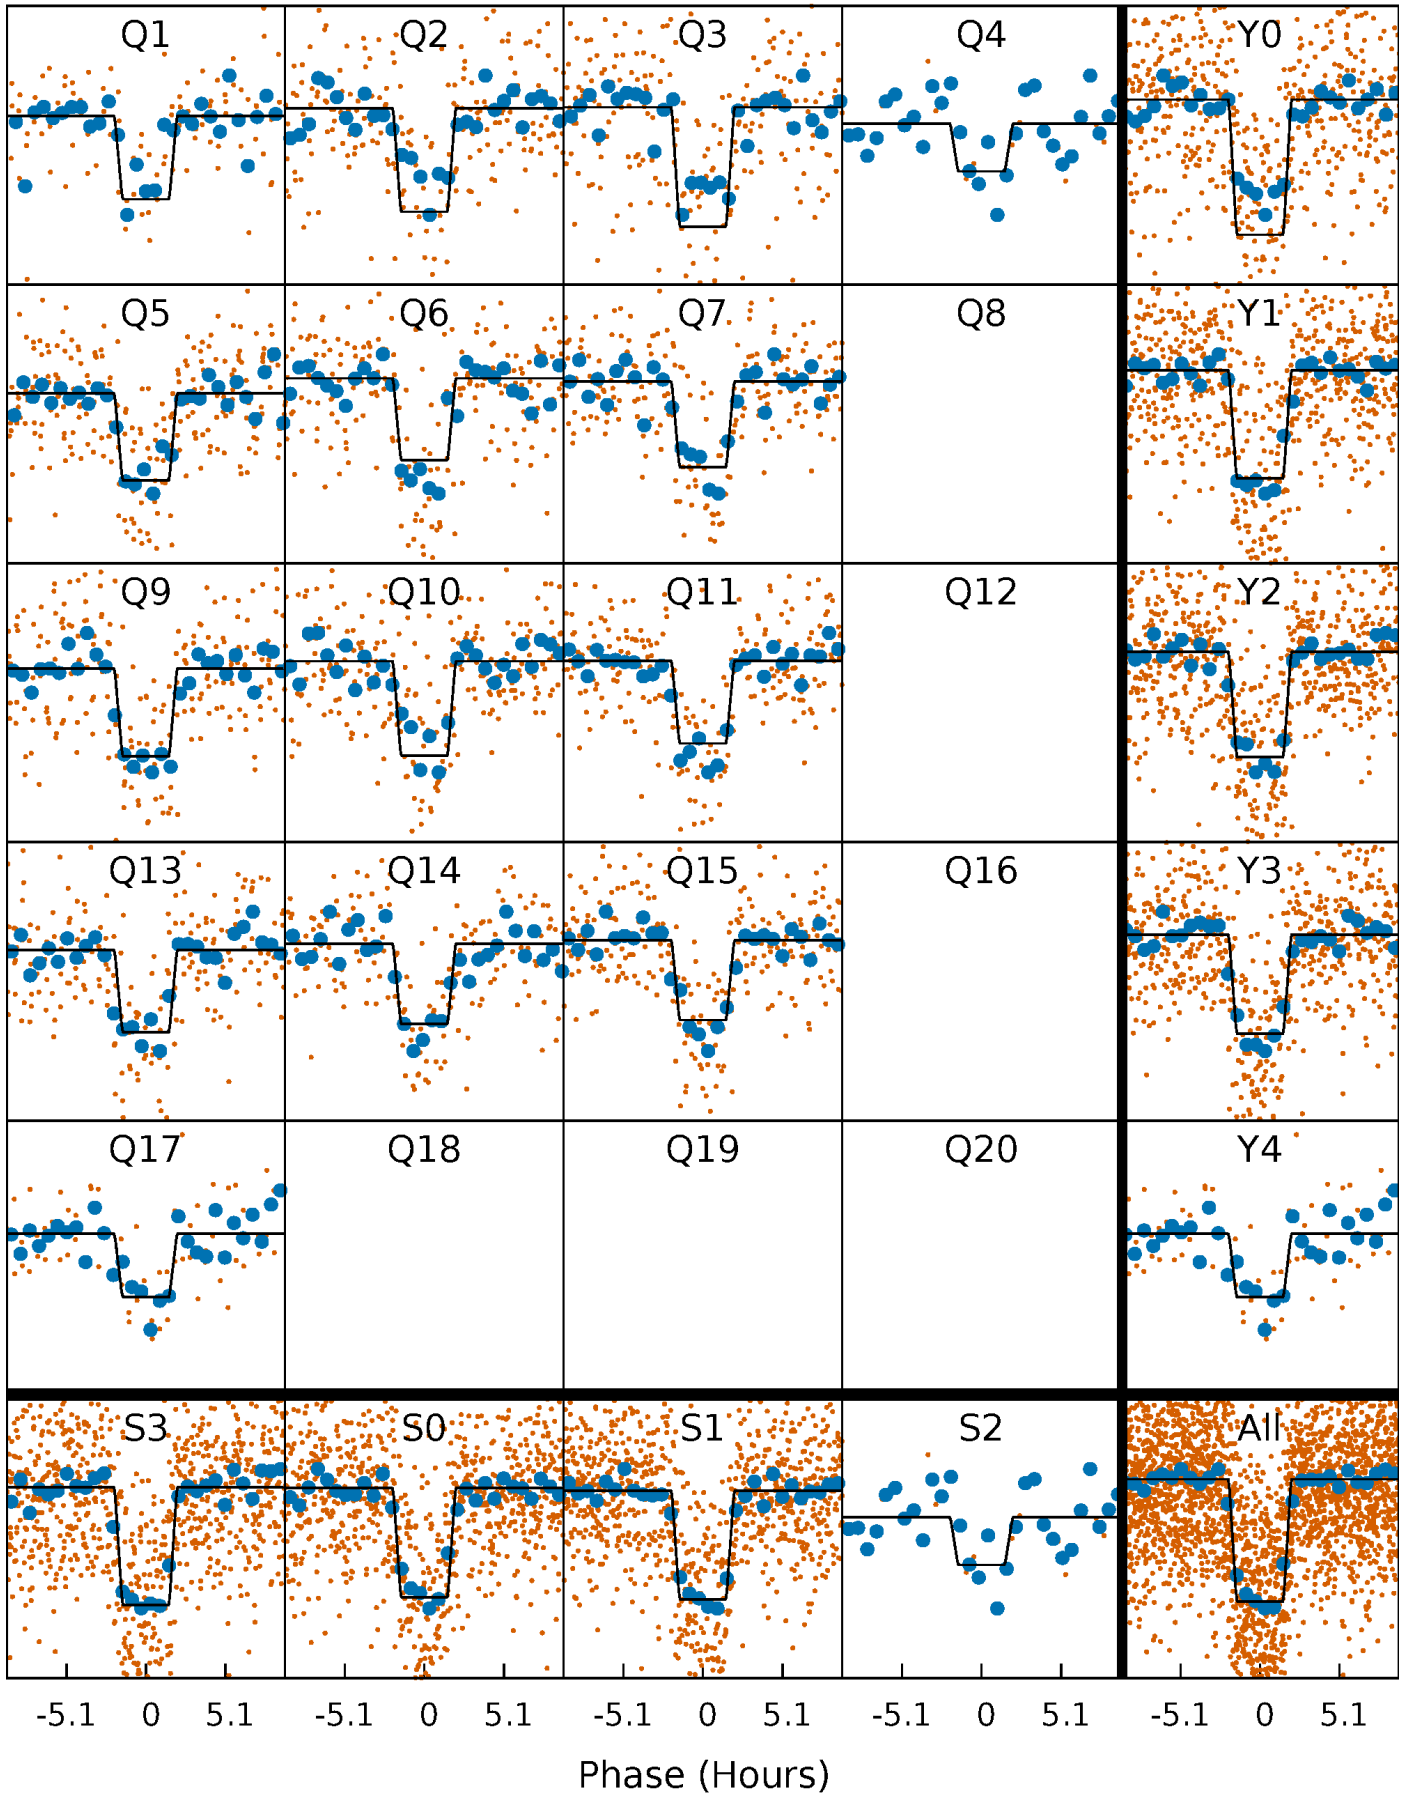 Q1 Q2 Q3 Q4 Y0
Q5 Q6 Q7 Q8 Y1
Q9 Q10 Q11 Q12 Y2
Q13 Q14 Q15 Q16 Y3
Q17 Q18 Q19 Q20 Y4
S3 S0 S1 S2 All
-5.1 0 5.1 -5.1 0 5.1 -5.1 0 5.1 -5.1 0 5.1 -5.1 0 5.1
Phase (Hours)